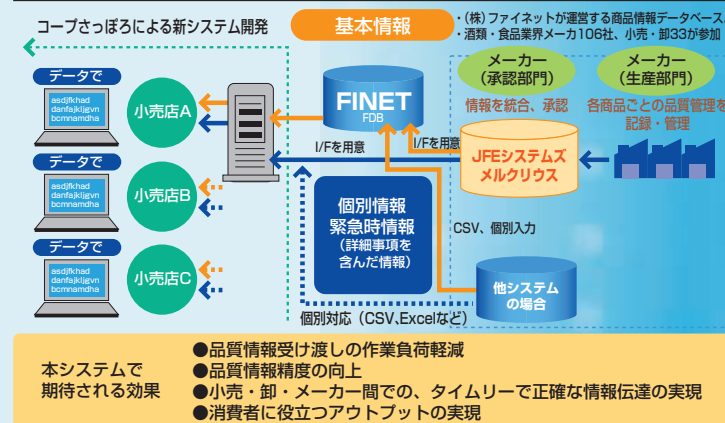 コープさっぽろによる新システム開発
基本情報
・(株)ファイネットが運営する商品情報データベース。
・酒類・食品業界メーカ106社、小売・卸33が参加
データで
asdjfkhad
danfajkljgvn
bcmnamdha
小売店A
データで
asdjfkhad
danfajkljgvn
bcmnamdha
小売店B
データで
asdjfkhad
danfajkljgvn
bcmnamdha
小売店C
FINET
FDB
I/Fを用意
I/Fを用意
メーカー
(承認部門)
情報を統合、承認
メーカー
(生産部門)
各商品ごとの品質管理を
記録・管理
JFEシステムズ
メルクリウス
個別情報
緊急時情報
(詳細事項を
含んだ情報)
CSV、個別入力
他システム
の場合
個別対応（CSV,Excelなど）
本システムで
期待される効果
●品質情報受け渡しの作業負荷軽減
●品質情報精度の向上
●小売・卸・メーカー間での、タイムリーで正確な情報伝達の実現
●消費者に役立つアウトプットの実現